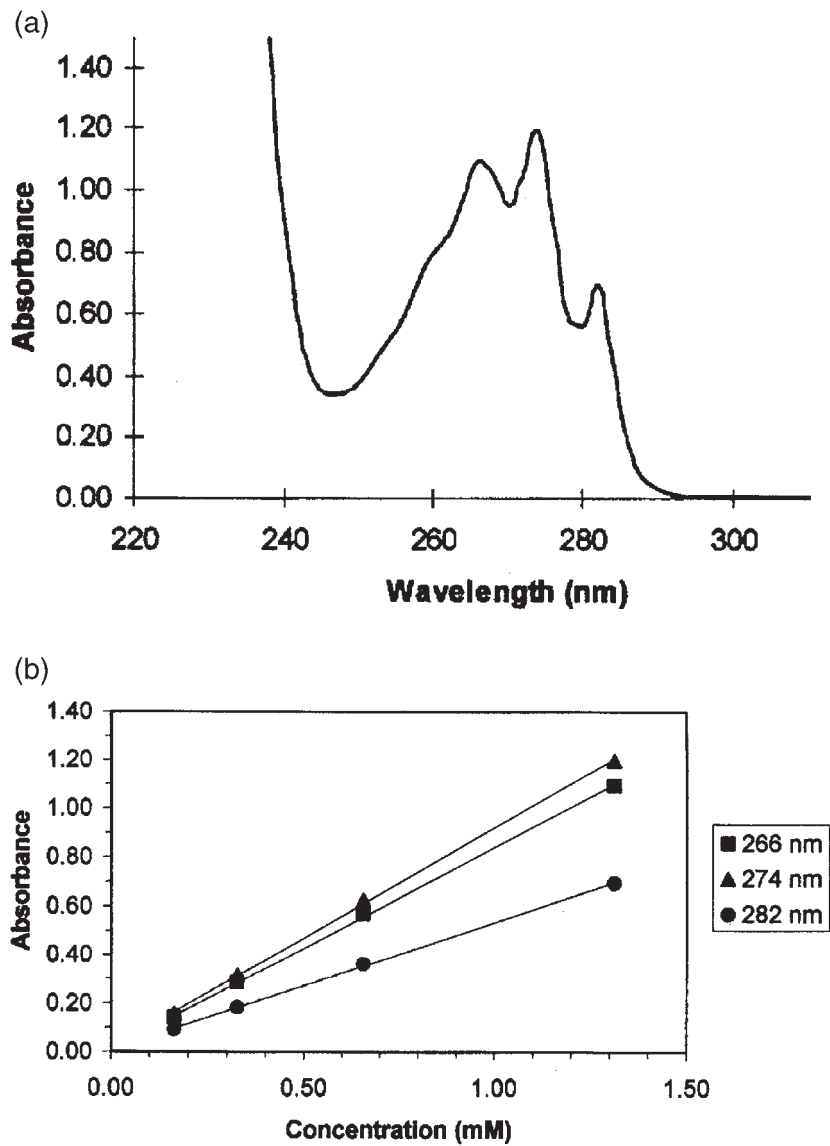 (a)
1.40
1.20
1.00
0.80
0.60
0.40
0.20
0.00
Absorbance
220 240 260 280 300
Wavelength (nm)
(b)
1.40
1.20
1.00
0.80
0.60
0.40
0.20
0.00
Absorbance
0.00 0.50 1.00 1.50
Concentration (mM)
266 nm
274 nm
282 nm